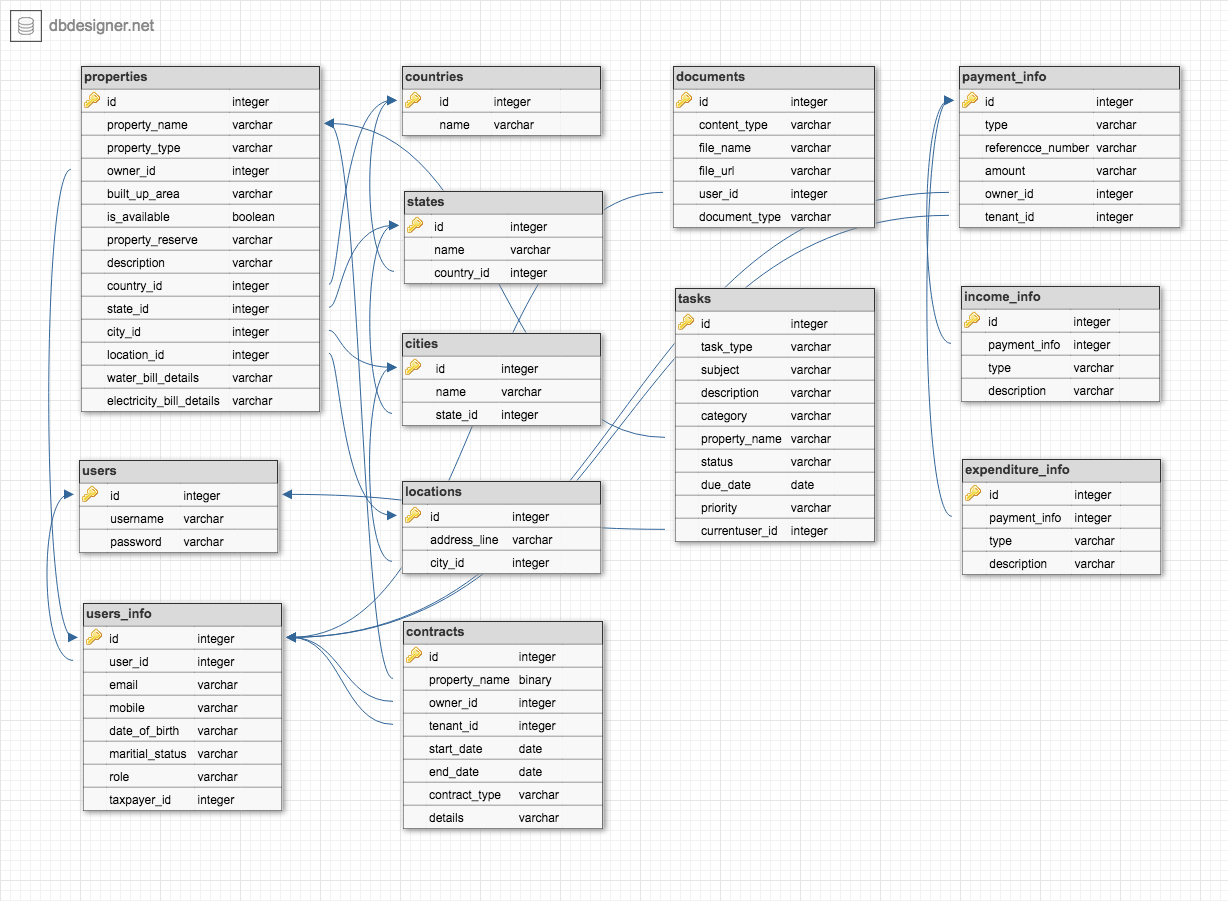 dbdesigner.net
properties
id integer
property_name varchar
property_type varchar
owner_id integer
built_up_area varchar
is_available boolean
property_reserve varchar
description varchar
country_id integer
state_id integer
city_id integer
location_id integer
water_bill_details varchar
electricity_bill_details varchar
users
id integer
username varchar
password varchar
users_info
id integer
user_id integer
email varchar
mobile varchar
date_of_birth varchar
maritial_status varchar
role varchar
taxpayer_id integer
countries
id integer
name varchar
states
id integer
name varchar
country_id integer
cities
id integer
name varchar
state_id integer
locations
id integer
address_line varchar
city_id integer
contracts
id integer
property_name binary
owner_id integer
tenant_id integer
start_date date
end_date date
contract_type varchar
details varchar
documents
id integer
content_type varchar
file_name varchar
file_url varchar
user_id integer
document_type varchar
tasks
id integer
task_type varchar
subject varchar
description varchar
category varchar
property_name varchar
status varchar
due_date date
priority varchar
currentuser_id integer
payment_info
id integer
type varchar
referencce_number varchar
amount varchar
owner_id integer
tenant_id integer
income_info
id integer
payment_info integer
type varchar
description varchar
expenditure_info
id integer
payment_info integer
type varchar
description varchar